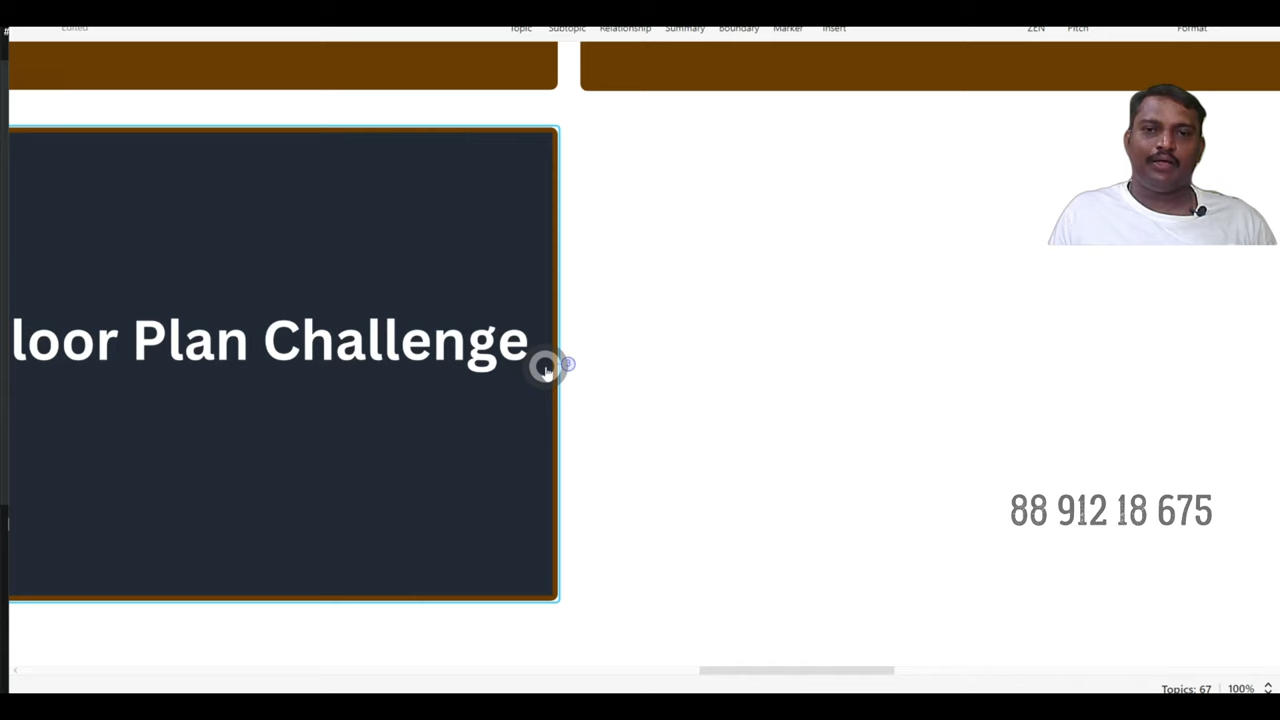 Edited
Topic Subtopic Relationship Summary Boundary Marker Insert ZEN Pitch Format
loor Plan Challenge
88 912 18 675
Topics: 67 100%